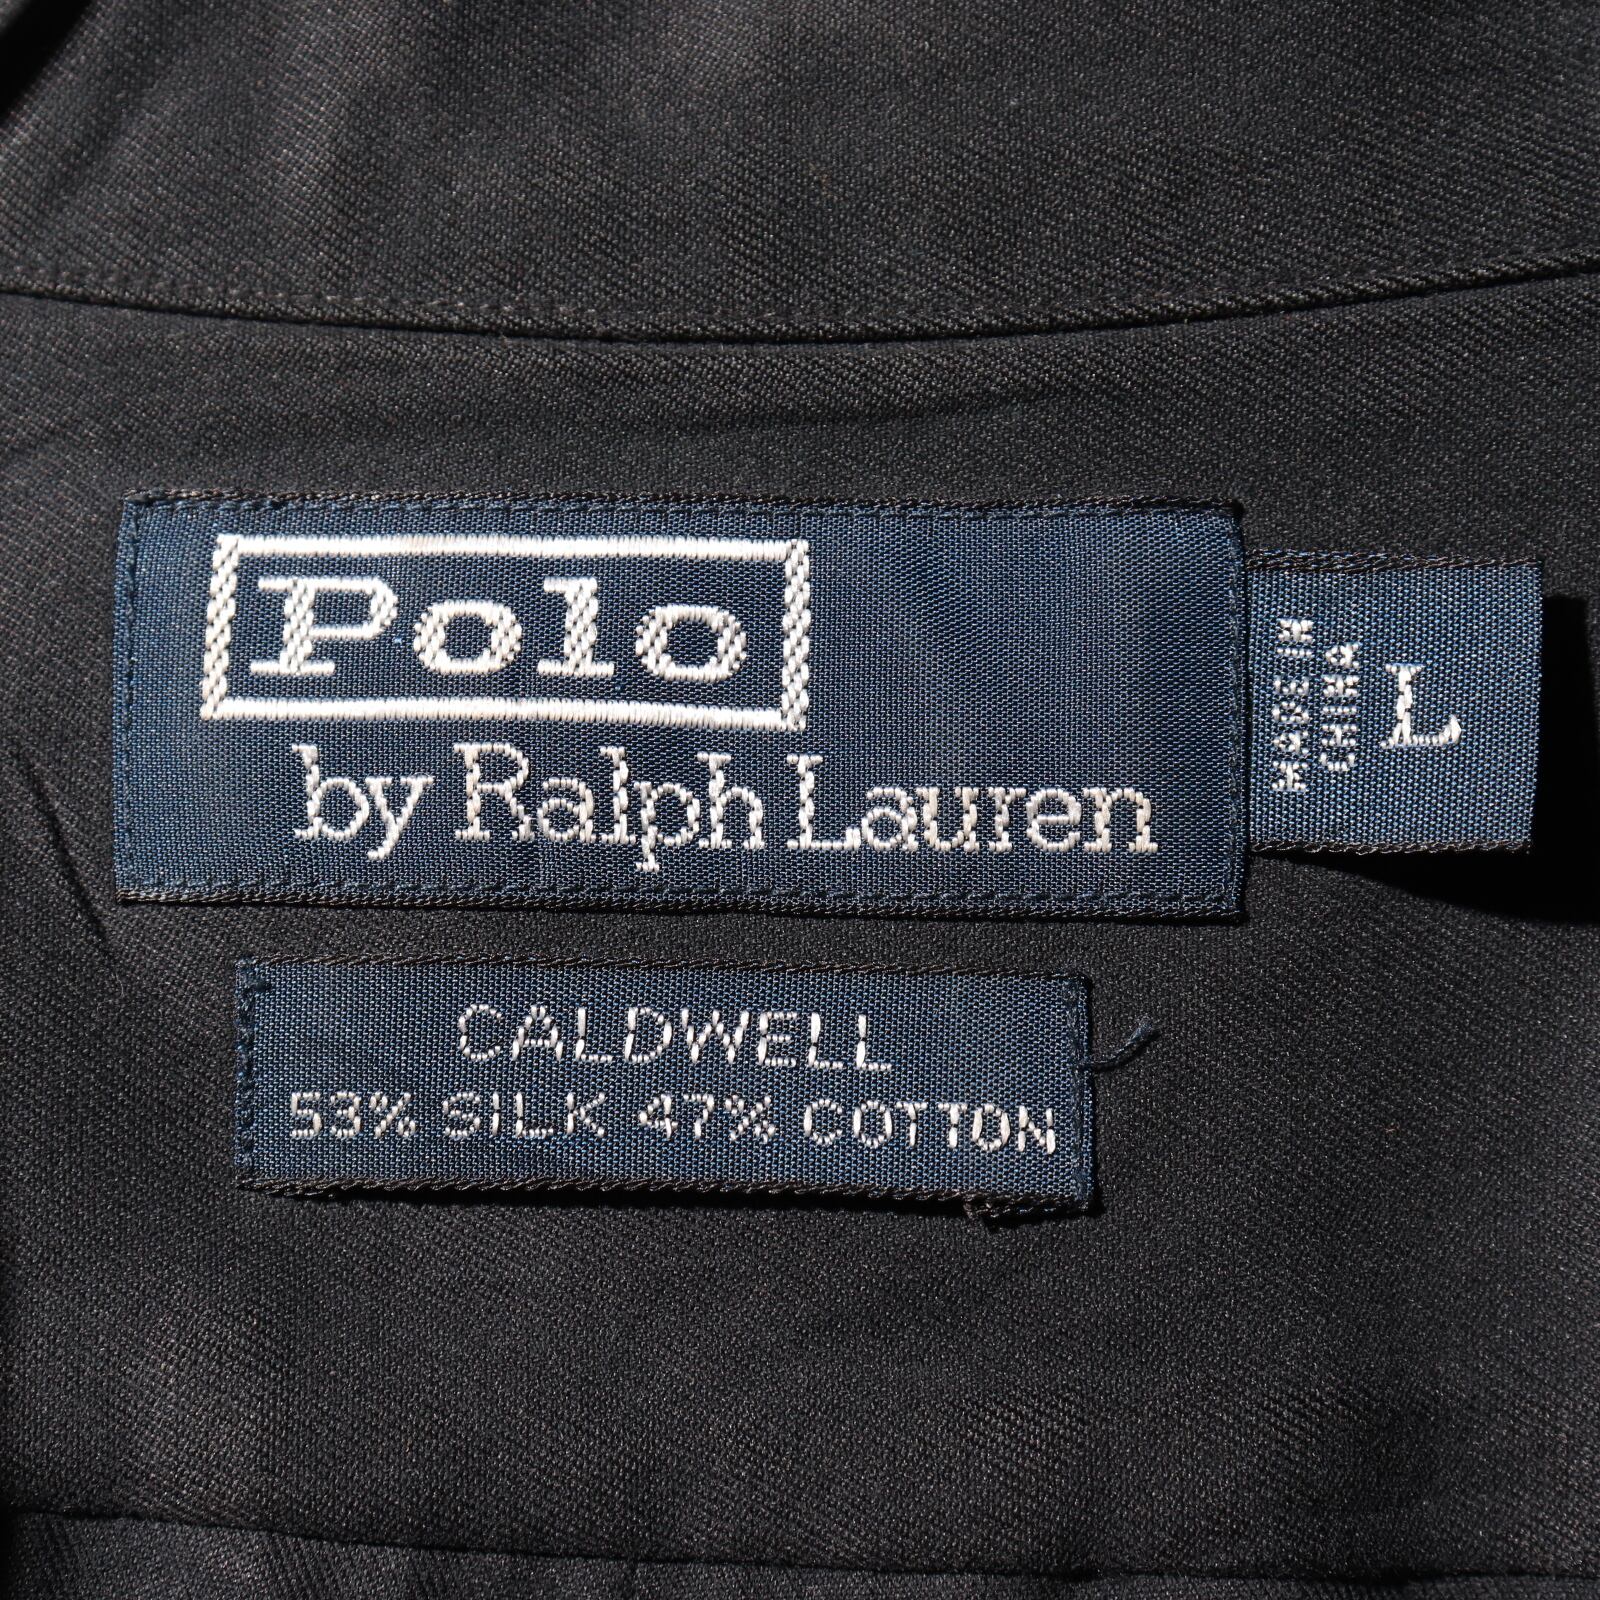 Polo
by Ralph Lauren
MADE IN
CHINA
L
CALDWELL
53% SILK 47% COTTON